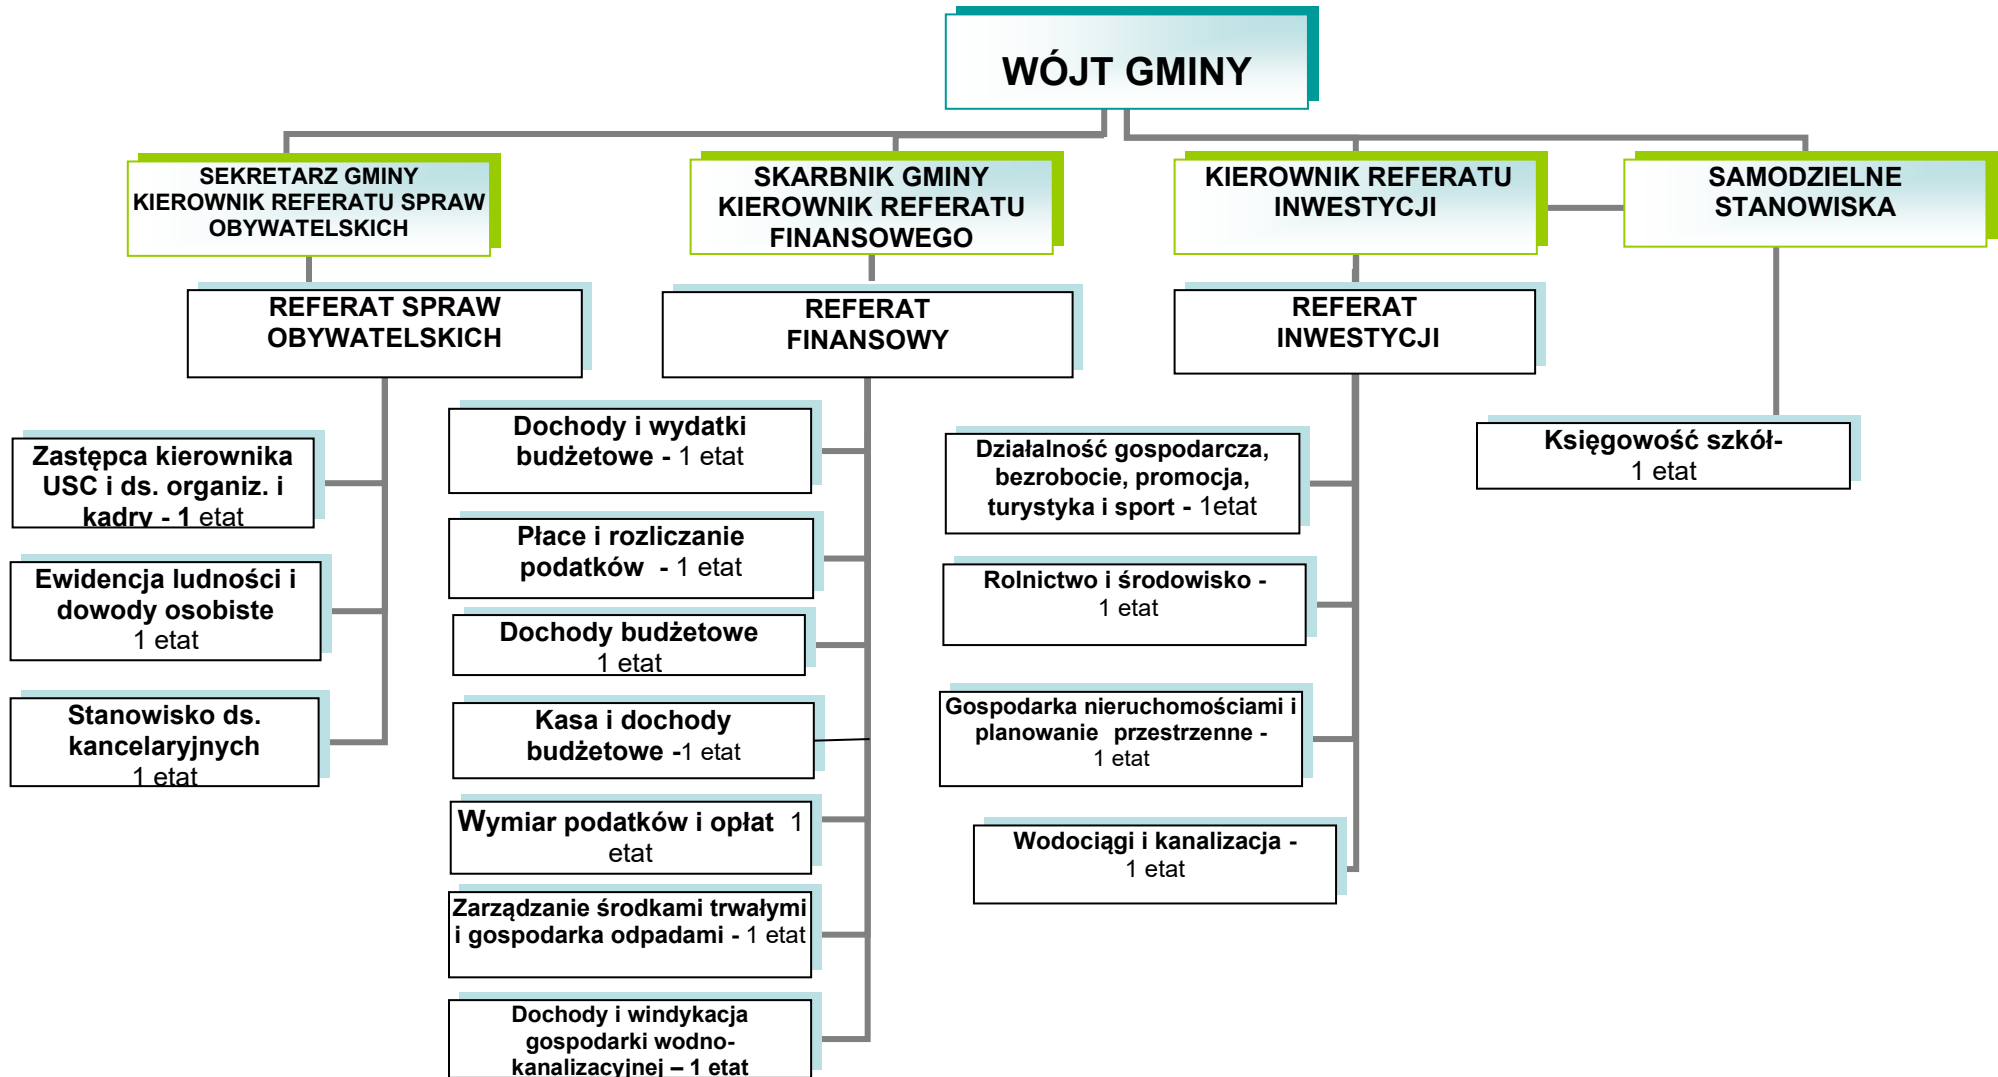 WÓJT GMINY
SEKRETARZ GMINY
KIEROWNIK REFERATU SPRAW
OBYWATELSKICH
SKARBNIK GMINY
KIEROWNIK REFERATU
FINANSOWEGO
KIEROWNIK REFERATU
INWESTYCJI
SAMODZIELNE
STANOWISKA
REFERAT SPRAW
OBYWATELSKICH
REFERAT
FINANSOWY
REFERAT
INWESTYCJI
Zastępca kierownika
USC i ds. organiz. i
kadry - 1 etat
Ewidencja ludności i
dowody osobiste
1 etat
Stanowisko ds.
kancelaryjnych
1 etat
Dochody i wydatki
budżetowe - 1 etat
Płace i rozliczanie
podatków - 1 etat
Dochody budżetowe
1 etat
Kasa i dochody
budżetowe -1 etat
Wymiar podatków i opłat 1
etat
Zarządzanie środkami trwałymi
i gospodarka odpadami - 1 etat
Dochody i windykacja
gospodarki wodno-
kanalizacyjnej – 1 etat
Działalność gospodarcza,
bezrobocie, promocja,
turystyka i sport - 1etat
Rolnictwo i środowisko -
1 etat
Gospodarka nieruchomościami i
planowanie przestrzenne -
1 etat
Wodociągi i kanalizacja -
1 etat
Księgowość szkół-
1 etat